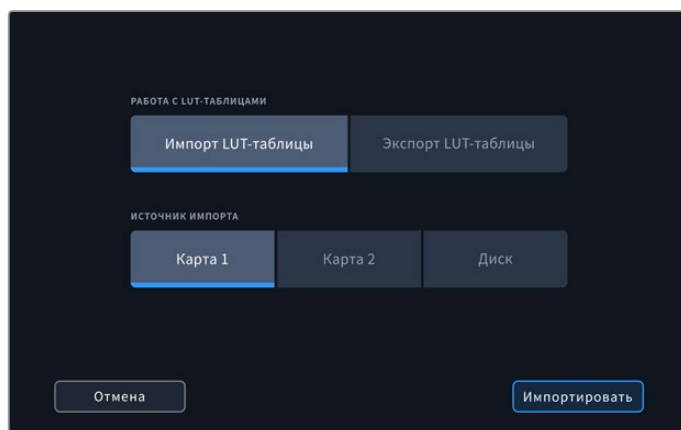 РАБОТА С LUT-ТАБЛИЦАМИ
Импорт LUT-таблицы Экспорт LUT-таблицы
ИСТОЧНИК ИМПОРТА
Карта 1 Карта 2 Диск
Отмена Импортировать